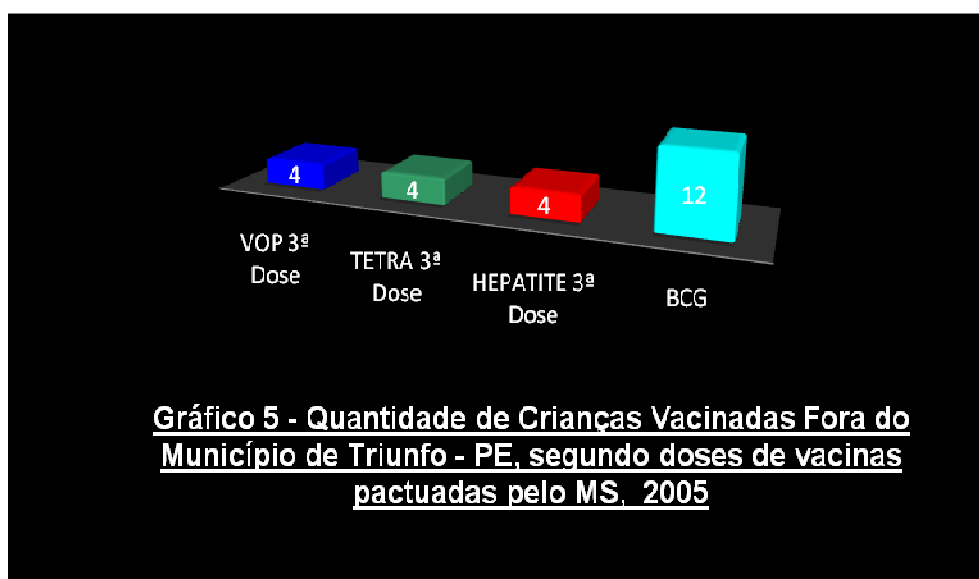 4
4
4
12
VOP 3ª
Dose
TETRA 3ª
Dose
HEPATITE 3ª
Dose
BCG
Gráfico 5 - Quantidade de Crianças Vacinadas Fora do
Município de Triunfo - PE, segundo doses de vacinas
pactuadas pelo MS, 2005